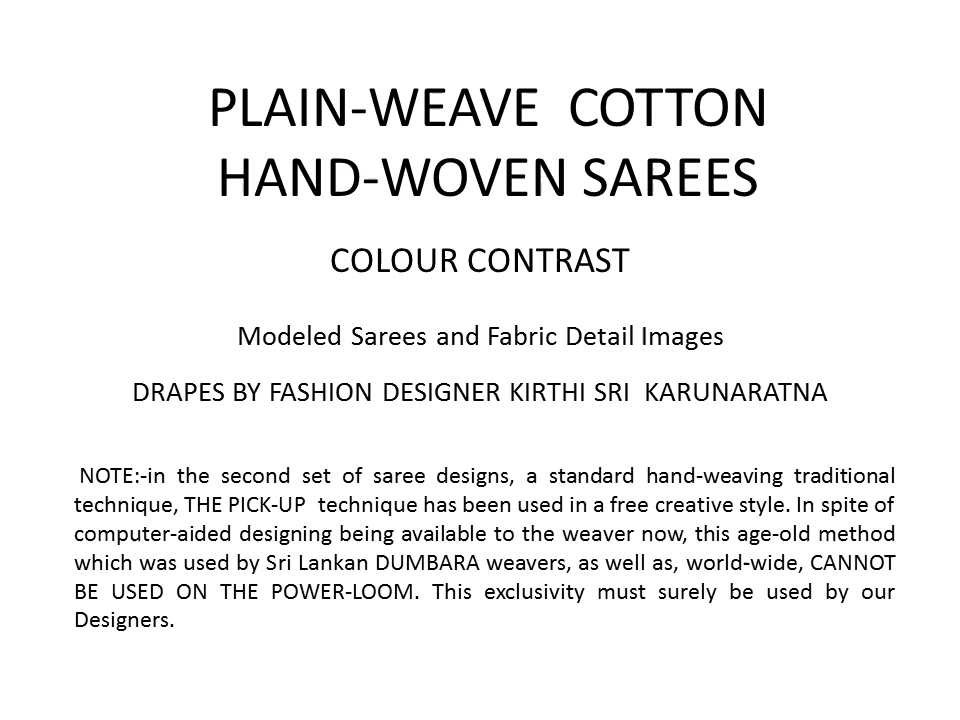 PLAIN-WEAVE  COTTON
HAND-WOVEN SAREES
COLOUR CONTRAST
Modeled Sarees and Fabric Detail Images
DRAPES BY FASHION DESIGNER KIRTHI SRI  KARUNARATNA
NOTE:-in the second set of saree designs, a standard hand-weaving traditional
technique, THE PICK-UP  technique has been used in a free creative style. In spite of
computer-aided designing being available to the weaver now, this age-old method
which was used by Sri Lankan DUMBARA weavers, as well as, world-wide, CANNOT
BE USED ON THE POWER-LOOM. This exclusivity must surely be used by our
Designers.